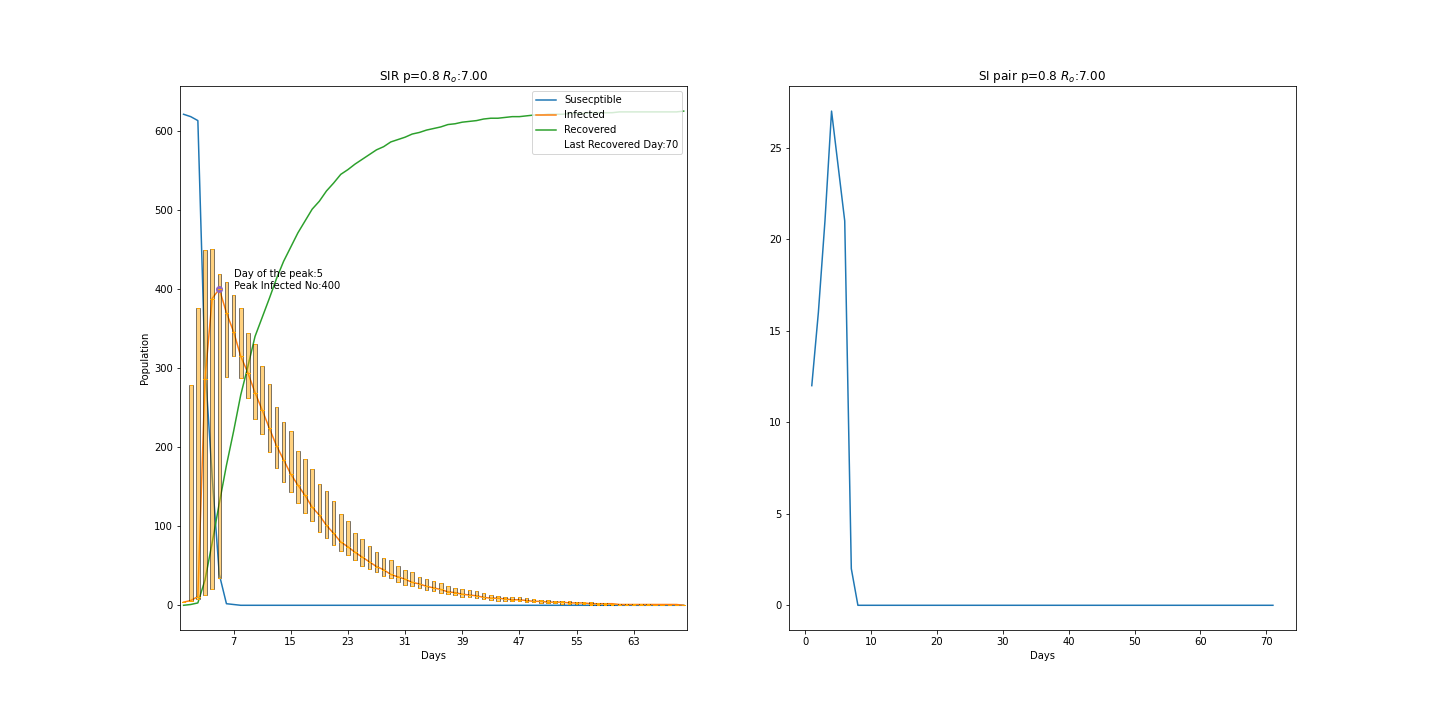 SIR p=0.8 Rₒ:7.00
Susecptible
Infected
Recovered
Last Recovered Day:70
Day of the peak:5
Peak Infected No:400
Population
600
500
400
300
200
100
0
7 15 23 31 39 47 55 63
Days
SI pair p=0.8 Rₒ:7.00
25
20
15
10
5
0
0 10 20 30 40 50 60 70
Days